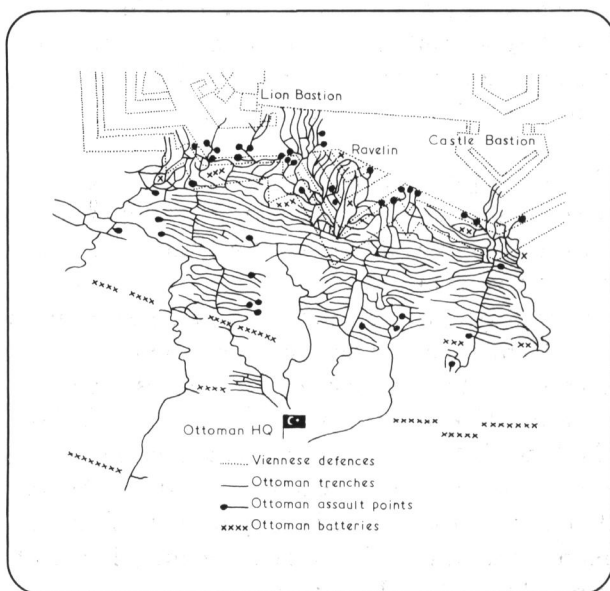 Lion Bastion
Ravelin
Castle Bastion
Ottoman HQ
Viennese defences
Ottoman trenches
Ottoman assault points
Ottoman batteries